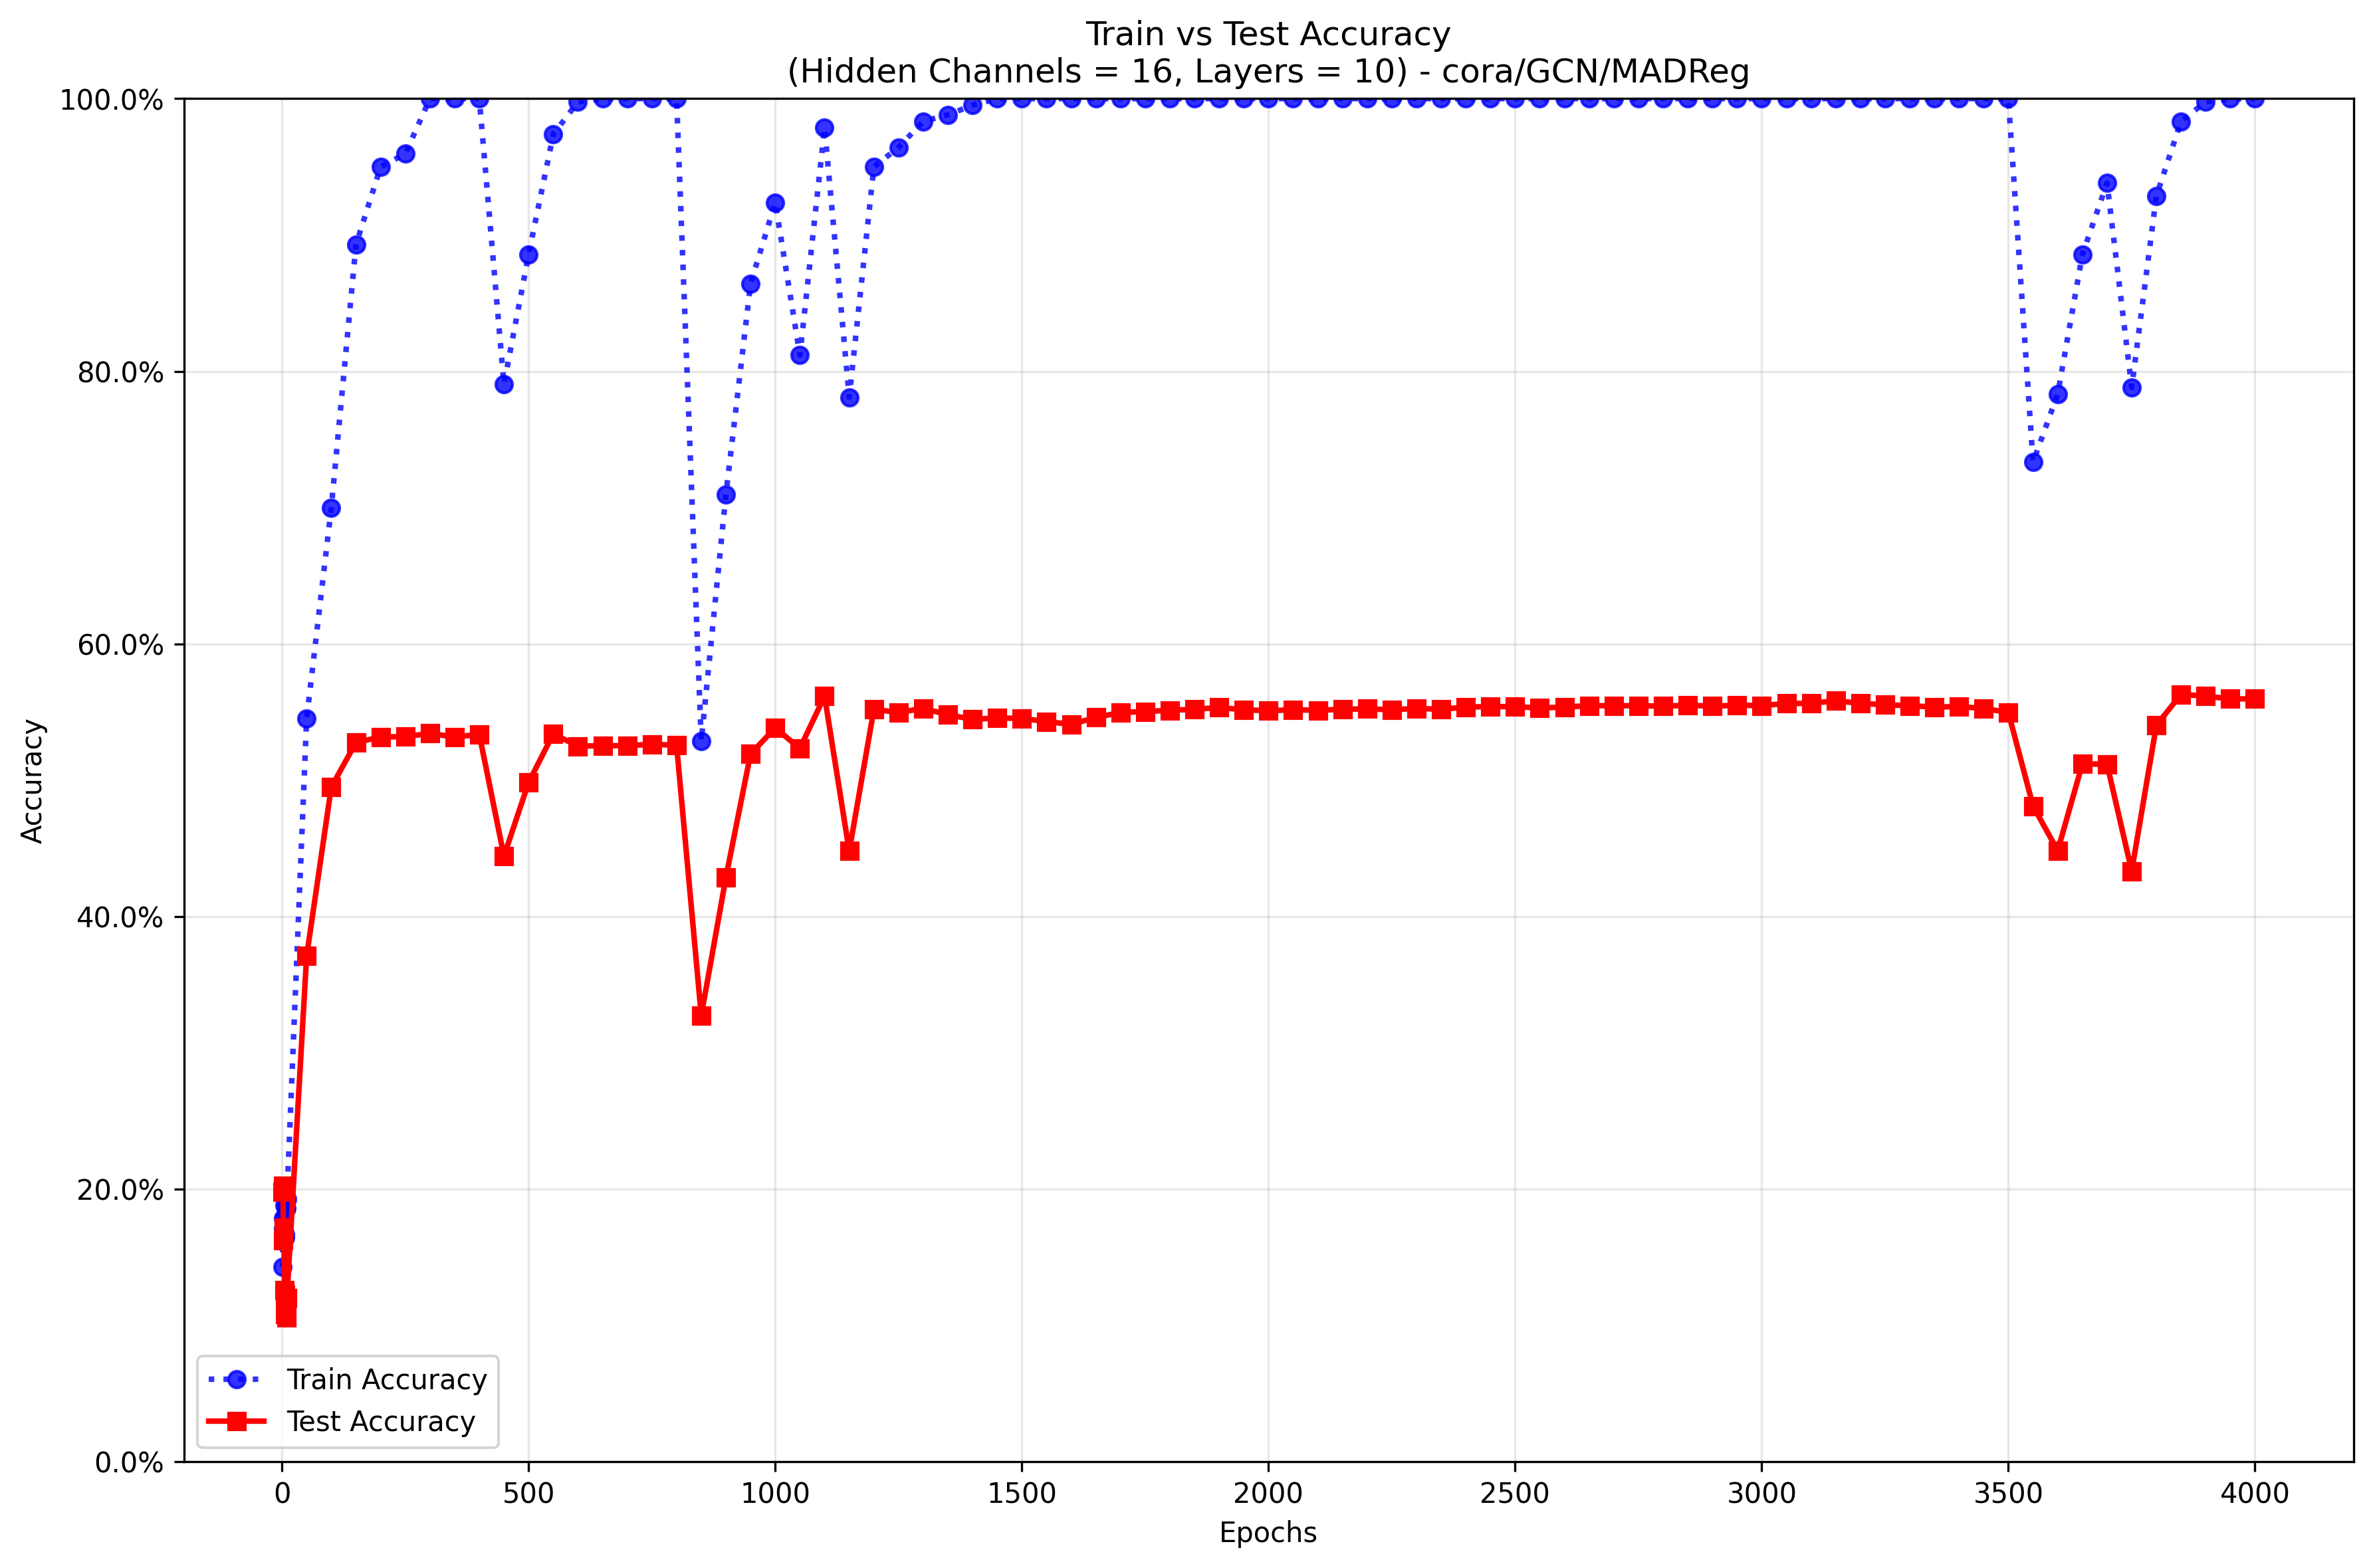 Train vs Test Accuracy
(Hidden Channels = 16, Layers = 10) - cora/GCN/MADReg
100.0%
80.0%
60.0%
40.0%
20.0%
0.0%
Accuracy
Train Accuracy
Test Accuracy
0 500 1000 1500 2000 2500 3000 3500 4000
Epochs